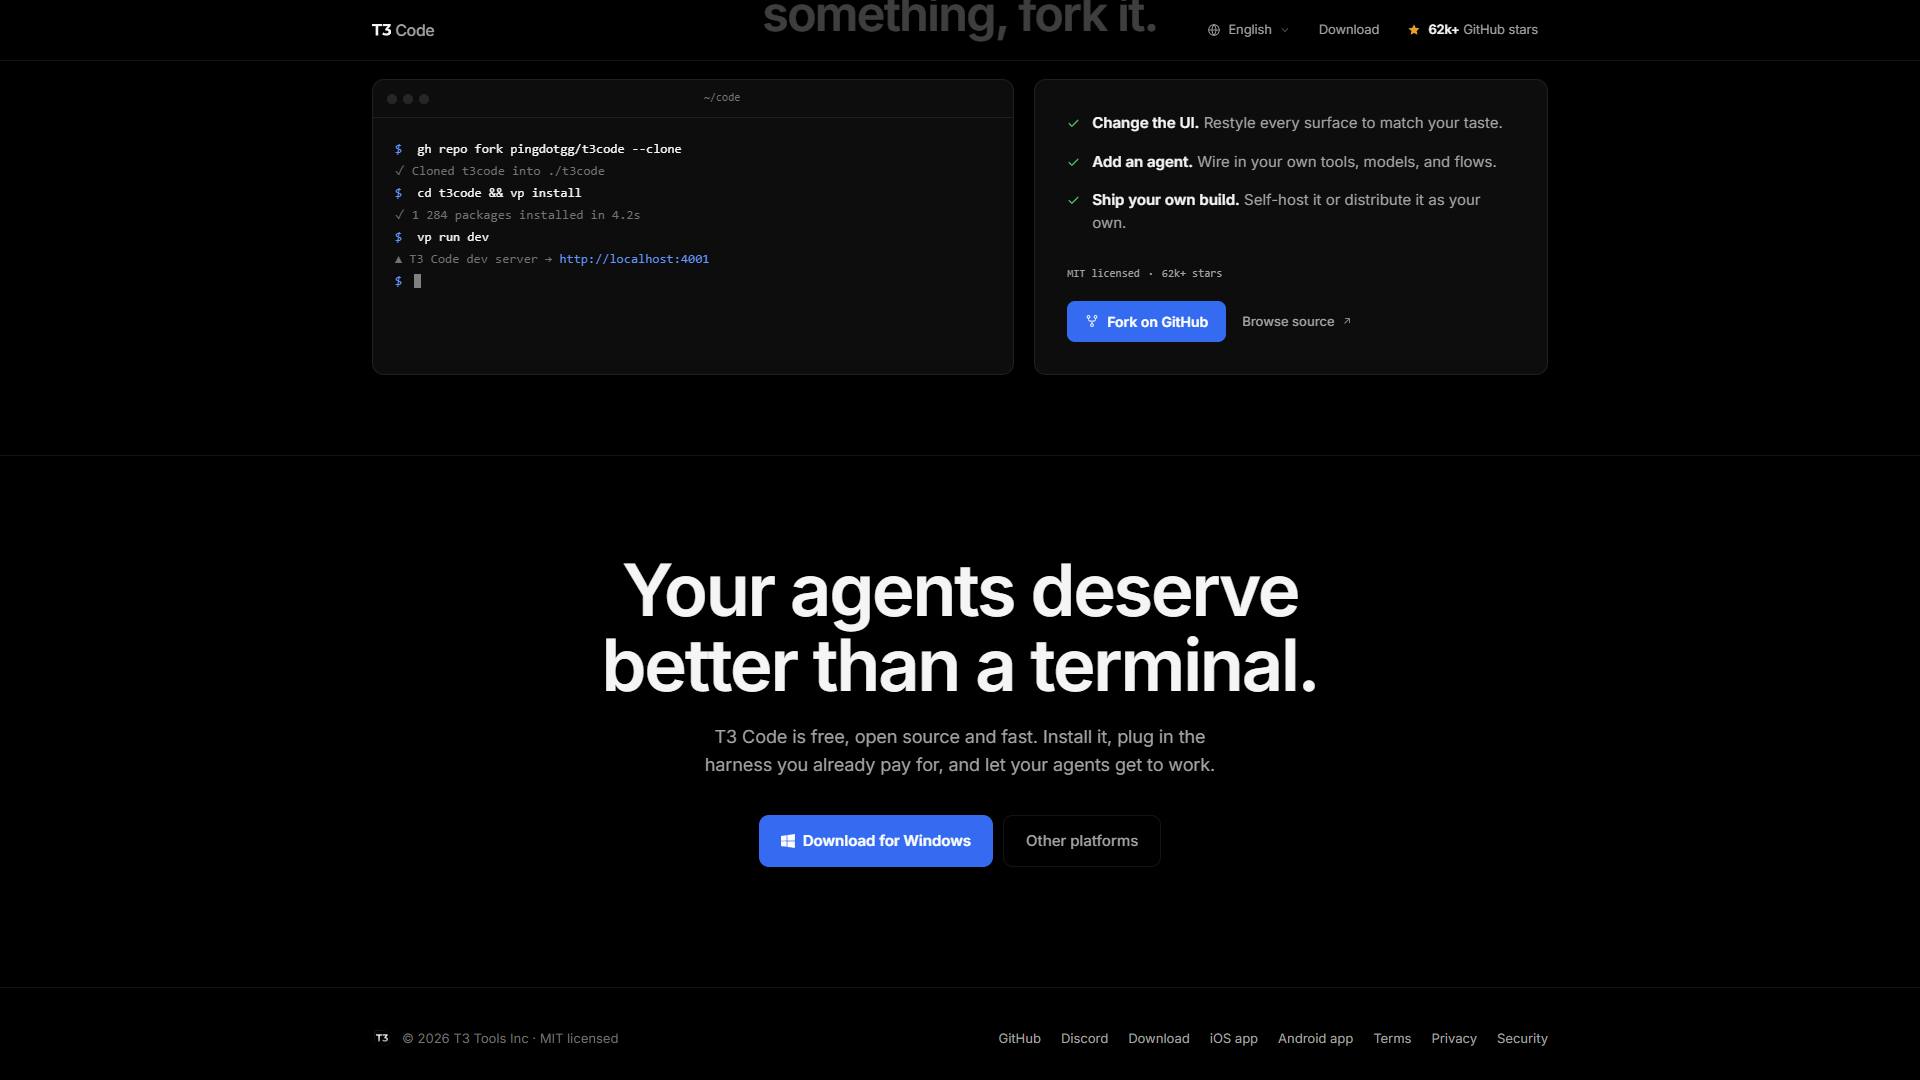 something, fork it.
T3 Code
English
Download
62k+ GitHub stars
~/code
$ gh repo fork pingdotgg/t3code --clone
✓ Cloned t3code into ./t3code
$ cd t3code && vp install
✓ 1 284 packages installed in 4.2s
$ vp run dev
▲ T3 Code dev server → http://localhost:4001
$
✓ Change the UI. Restyle every surface to match your taste.
✓ Add an agent. Wire in your own tools, models, and flows.
✓ Ship your own build. Self-host it or distribute it as your
own.
MIT licensed · 62k+ stars
Fork on GitHub
Browse source ↗
Your agents deserve
better than a terminal.
T3 Code is free, open source and fast. Install it, plug in the
harness you already pay for, and let your agents get to work.
Download for Windows
Other platforms
T3 © 2026 T3 Tools Inc · MIT licensed
GitHub Discord Download iOS app Android app Terms Privacy Security